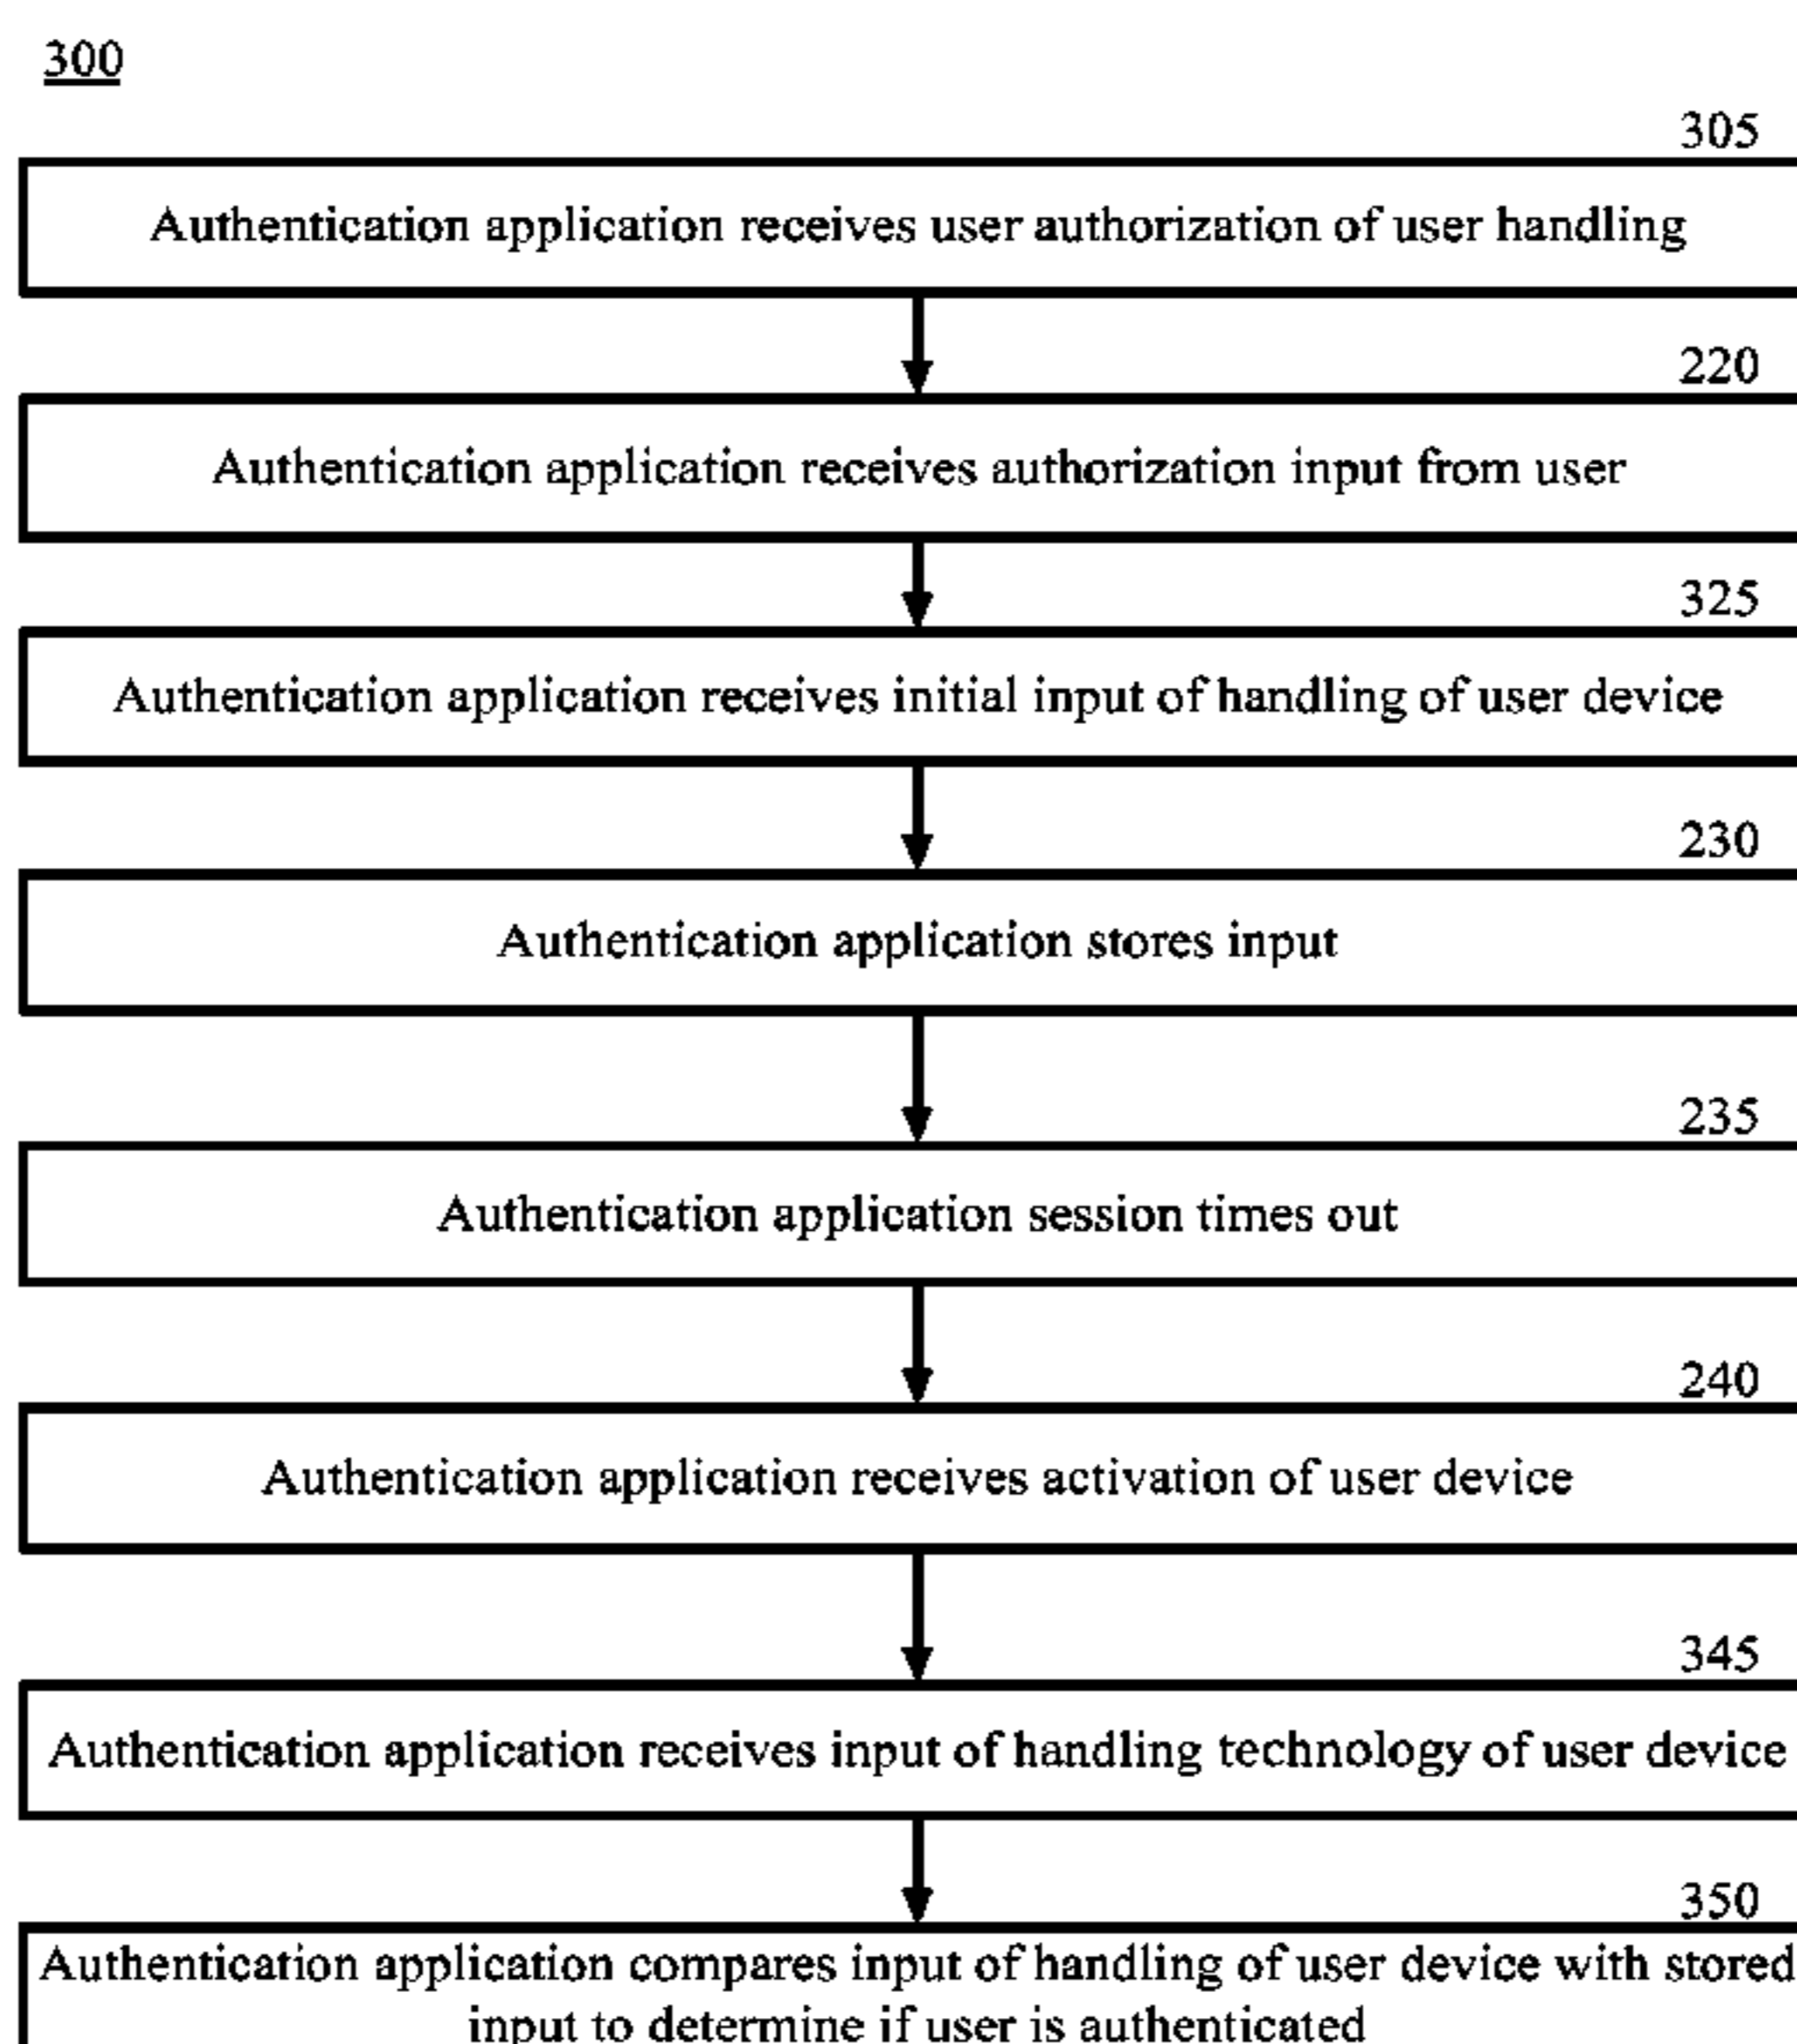 300
305
Authentication application receives user authorization of user handling
220
Authentication application receives authorization input from user
325
Authentication application receives initial input of handling of user device
230
Authentication application stores input
235
Authentication application session times out
240
Authentication application receives activation of user device
345
Authentication application receives input of handling technology of user device
350
Authentication application compares input of handling of user device with stored
input to determine if user is authenticated